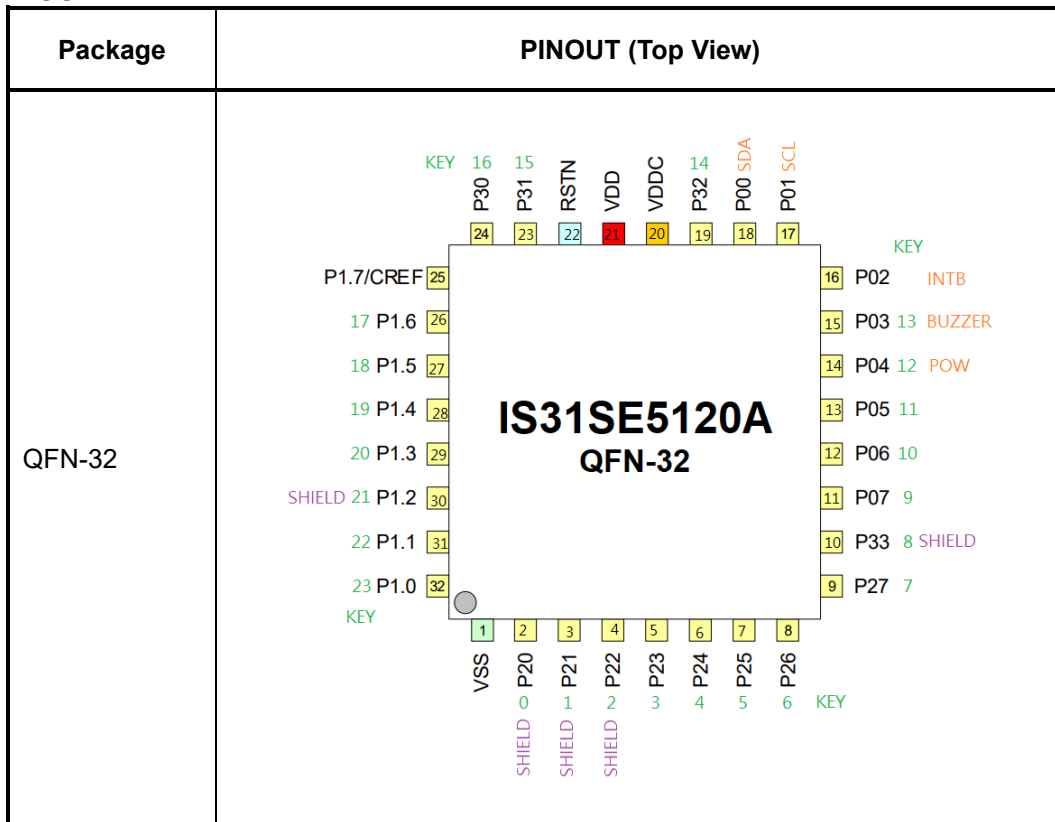 Package
PINOUT (Top View)
QFN-32
KEY 16 15 14
P30 P31 RSTN VDD VDDC P32 P00 SDA P01 SCL
24 23 22 21 20 19 18 17
KEY
P1.7/CREF 25
16 P02 INTB
17 P1.6 26
15 P03 13 BUZZER
18 P1.5 27
14 P04 12 POW
19 P1.4 28
13 P05 11
IS31SE5120A
QFN-32
20 P1.3 29
12 P06 10
SHIELD 21 P1.2 30
11 P07 9
22 P1.1 31
10 P33 8 SHIELD
23 P1.0 32
9 P27 7
KEY
1 2 3 4 5 6 7 8
VSS P20 P21 P22 P23 P24 P25 P26
0 1 2 3 4 5 6 KEY
SHIELD SHIELD SHIELD